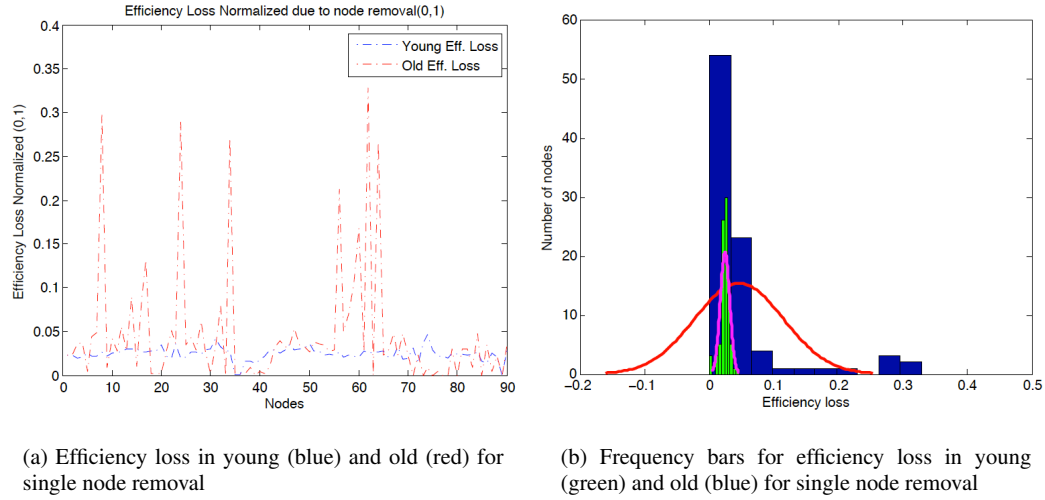 Efficiency Loss Normalized due to node removal(0,1)
0.4
0.35
0.3
0.25
0.2
0.15
0.1
0.05
0
Efficiency Loss Normalized (0,1)
Young Eff. Loss
Old Eff. Loss
0 10 20 30 40 50 60 70 80 90
Nodes
60
50
40
30
20
10
0
Number of nodes
−0.2 −0.1 0 0.1 0.2 0.3 0.4 0.5
Efficiency loss
(a) Efficiency loss in young (blue) and old (red) for
single node removal
(b) Frequency bars for efficiency loss in young
(green) and old (blue) for single node removal